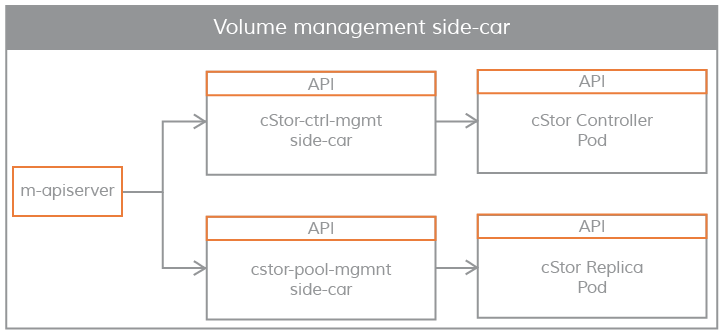 Volume management side-car
API
cStor-ctrl-mgmt
side-car
API
cStor Controller
Pod
m-apiserver
API
cstor-pool-mgmnt
side-car
API
cStor Replica
Pod